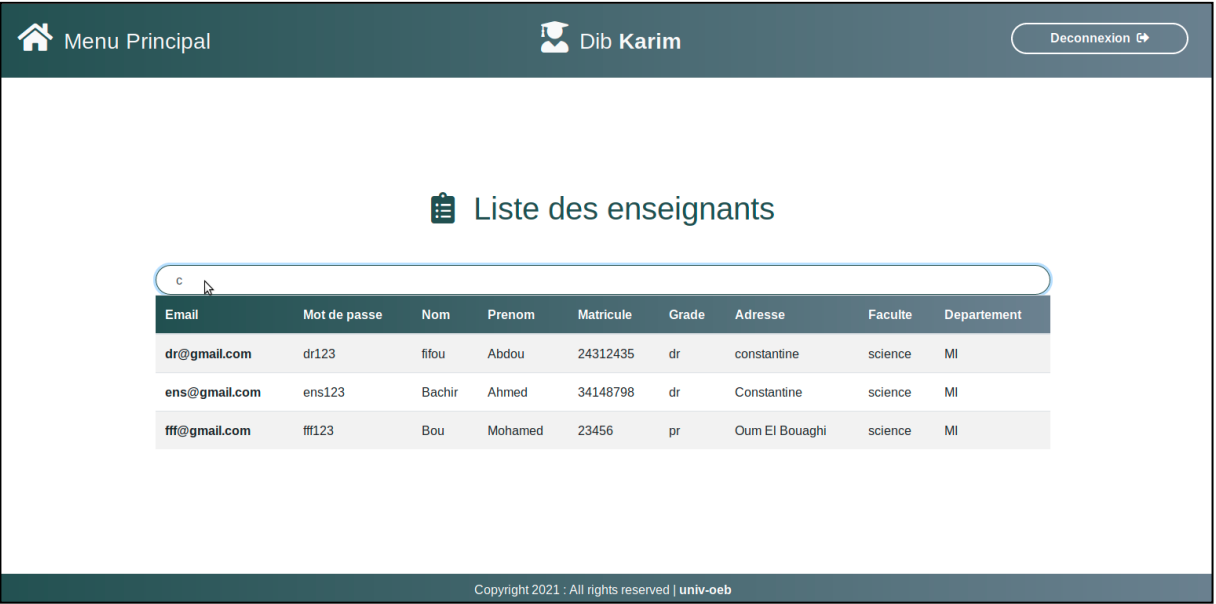 Menu Principal Dib Karim Deconnexion
Liste des enseignants
c
Email Mot de passe Nom Prenom Matricule Grade Adresse Faculte Departement
dr@gmail.com dr123 fifou Abdou 24312435 dr constantine science MI
ens@gmail.com ens123 Bachir Ahmed 34148798 dr Constantine science MI
fff@gmail.com fff123 Bou Mohamed 23456 pr Oum El Bouaghi science MI
Copyright 2021 : All rights reserved | univ-oeb